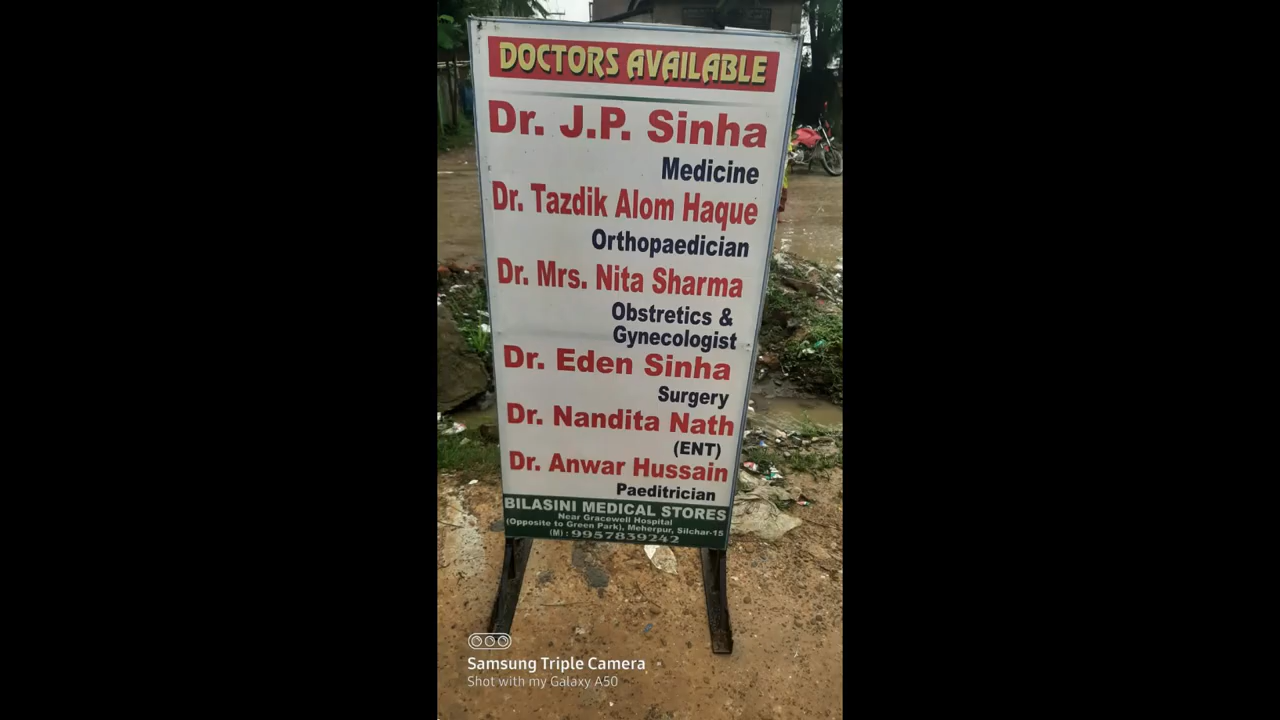 DOCTORS AVAILABLE
Dr. J.P. Sinha
Medicine
Dr. Tazdik Alom Haque
Orthopaedician
Dr. Mrs. Nita Sharma
Obstretics &
Gynecologist
Dr. Eden Sinha
Surgery
Dr. Nandita Nath
(ENT)
Dr. Anwar Hussain
Paeditrician
BILASINI MEDICAL STORES
Near Gracewell Hospital
(Opposite to Green Park), Meherpur, Silchar-15
(M) : 9957839242
Samsung Triple Camera
Shot with my Galaxy A50